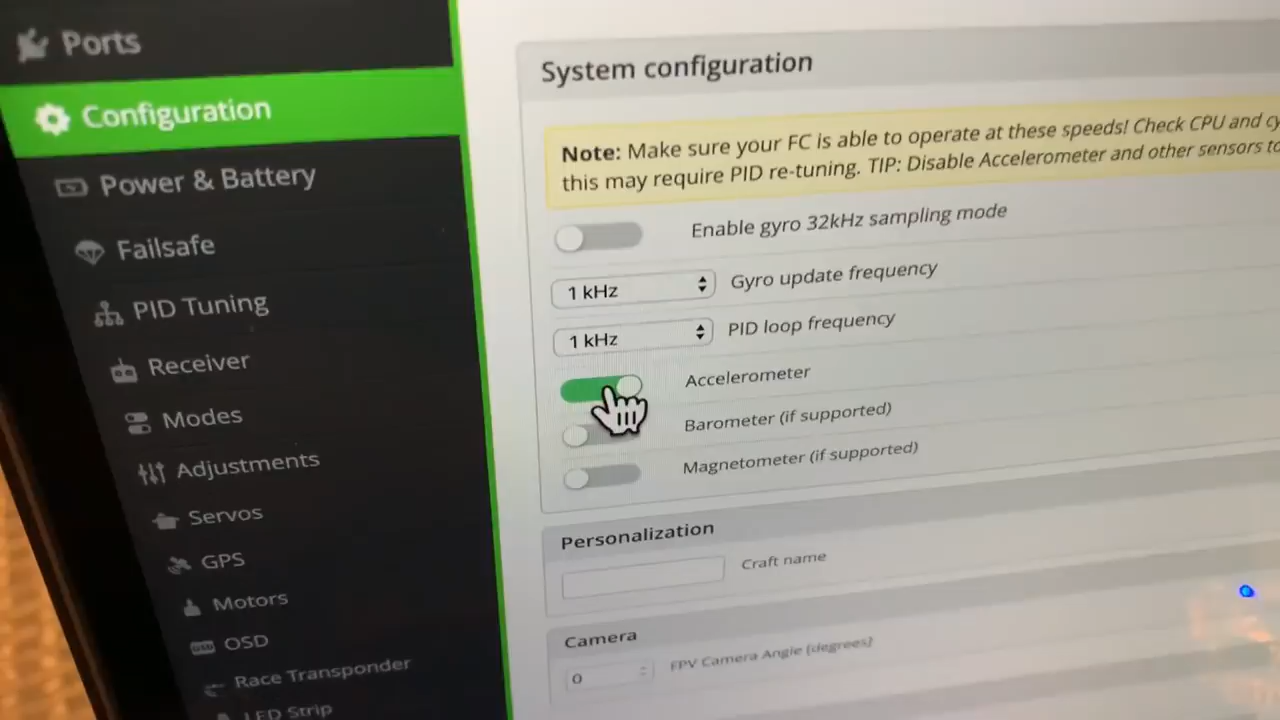 Ports
Configuration
Power & Battery
Failsafe
PID Tuning
Receiver
Modes
Adjustments
Servos
GPS
Motors
OSD
Race Transponder
LED Strip
System configuration
Note: Make sure your FC is able to operate at these speeds! Check CPU and cy
this may require PID re-tuning. TIP: Disable Accelerometer and other sensors to
Enable gyro 32kHz sampling mode
1 kHz Gyro update frequency
1 kHz PID loop frequency
Accelerometer
Barometer (if supported)
Magnetometer (if supported)
Personalization
Craft name
Camera
0 FPV Camera Angle [degrees]